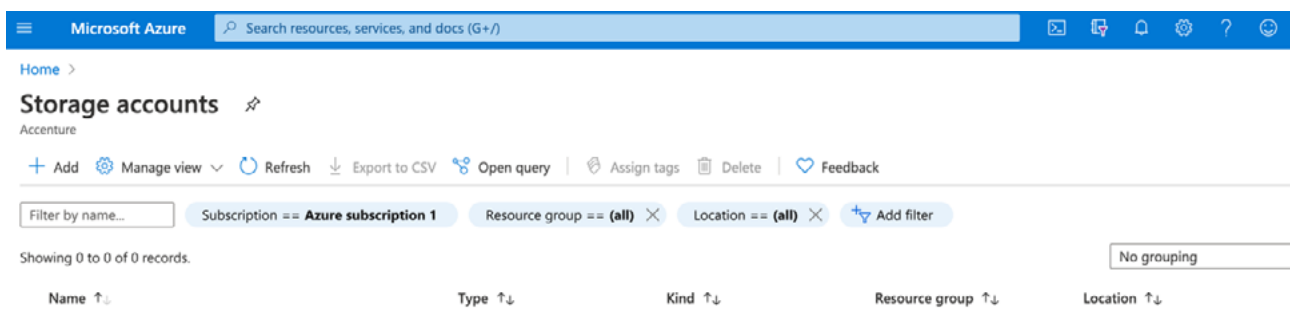 Microsoft Azure Search resources, services, and docs (G+/)
Home >
Storage accounts
Accenture
Add Manage view Refresh Export to CSV Open query Assign tags Delete Feedback
Filter by name... Subscription == Azure subscription 1 Resource group == (all) Location == (all) Add filter
Showing 0 to 0 of 0 records. No grouping
Name Type Kind Resource group Location